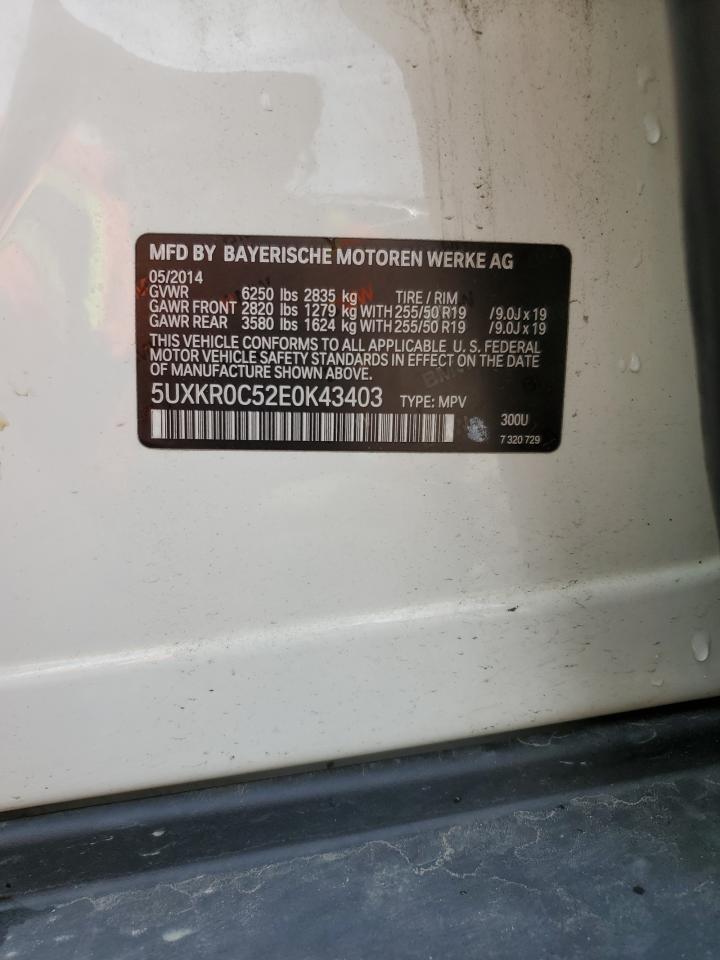 MFD BY BAYERISCHE MOTOREN WERKE AG
05/2014
GVWR 6250 lbs 2835 kg TIRE / RIM
GAWR FRONT 2820 lbs 1279 kg WITH 255/50 R19 /9.0J x 19
GAWR REAR 3580 lbs 1624 kg WITH 255/50 R19 /9.0J x 19
THIS VEHICLE CONFORMS TO ALL APPLICABLE U. S. FEDERAL
MOTOR VEHICLE SAFETY STANDARDS IN EFFECT ON THE DATE
OF MANUFACTURE SHOWN ABOVE.
5UXKR0C52E0K43403 TYPE: MPV
300U
7 320 729